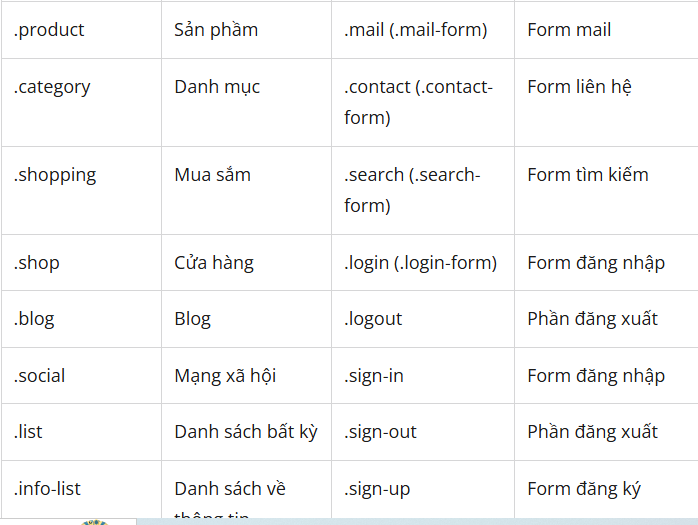 .product Sản phầm .mail (.mail-form) Form mail
.category Danh mục .contact (.contact-
form) Form liên hệ
.shopping Mua sắm .search (.search-
form) Form tìm kiếm
.shop Cửa hàng .login (.login-form) Form đăng nhập
.blog Blog .logout Phần đăng xuất
.social Mạng xã hội .sign-in Form đăng nhập
.list Danh sách bất kỳ .sign-out Phần đăng xuất
.info-list Danh sách về .sign-up Form đăng ký
thông tin